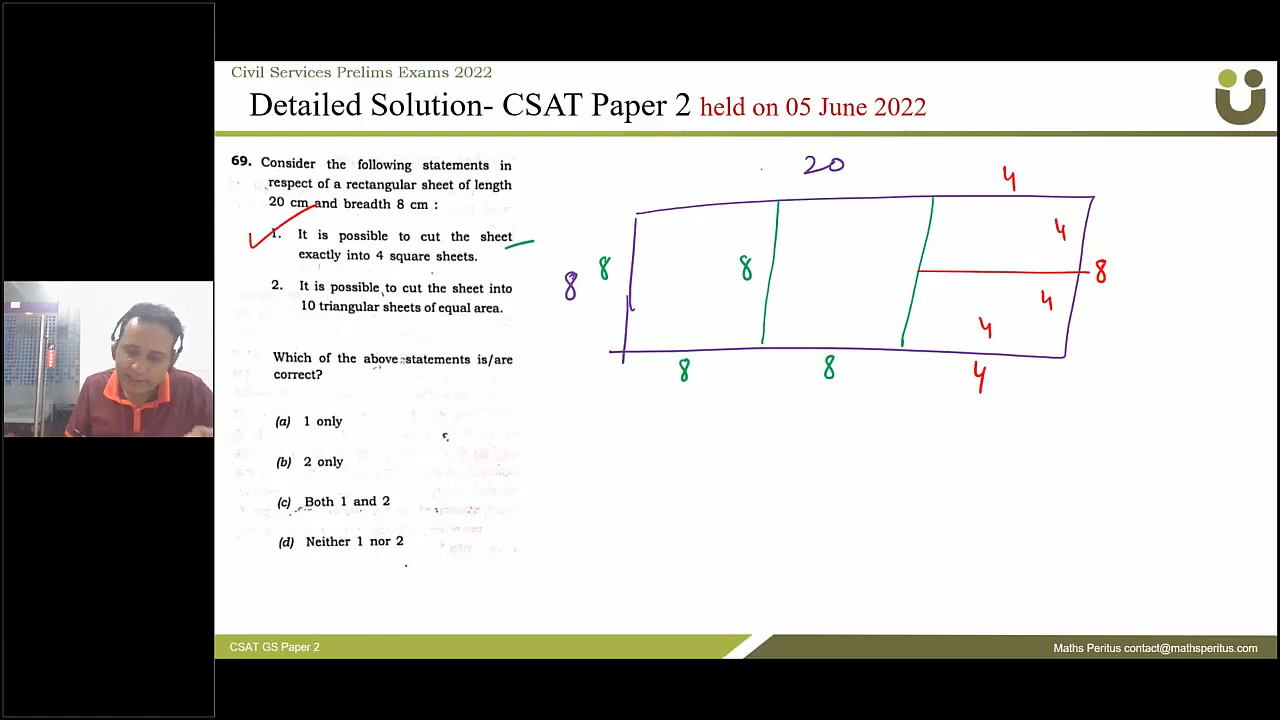 Civil Services Prelims Exams 2022
Detailed Solution- CSAT Paper 2 held on 05 June 2022
69. Consider the following statements in
respect of a rectangular sheet of length
20 cm and breadth 8 cm :
1. It is possible to cut the sheet
exactly into 4 square sheets.
2. It is possible to cut the sheet into
10 triangular sheets of equal area.
Which of the above statements is/are
correct?
(a) 1 only
(b) 2 only
(c) Both 1 and 2
(d) Neither 1 nor 2
20
4
4
8 8 8 8
4
4
8 8 4
CSAT GS Paper 2
Maths Peritus contact@mathsperitus.com